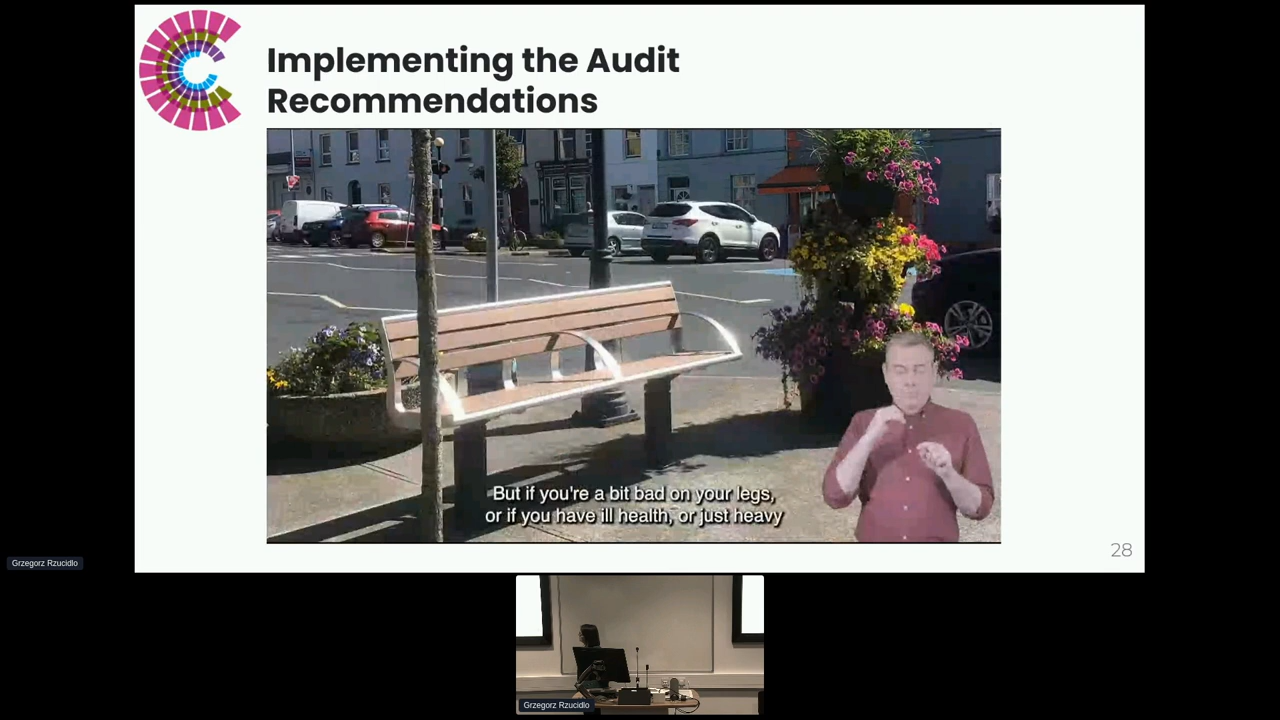 Implementing the Audit
Recommendations
But if you're a bit bad on your legs,
or if you have ill health, or just heavy
28
Grzegorz Rzucidlo
Grzegorz Rzucidlo